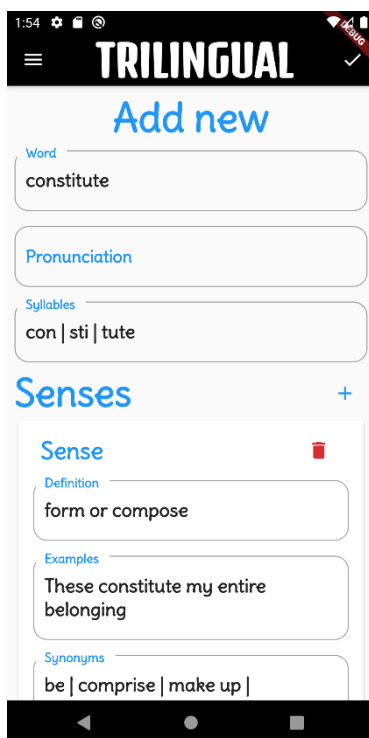 1:54
DEBUG
TRILINGUAL
Add new
Word
constitute
Pronunciation
Syllables
con | sti | tute
Senses
+
Sense
Definition
form or compose
Examples
These constitute my entire
belonging
Synonyms
be | comprise | make up |